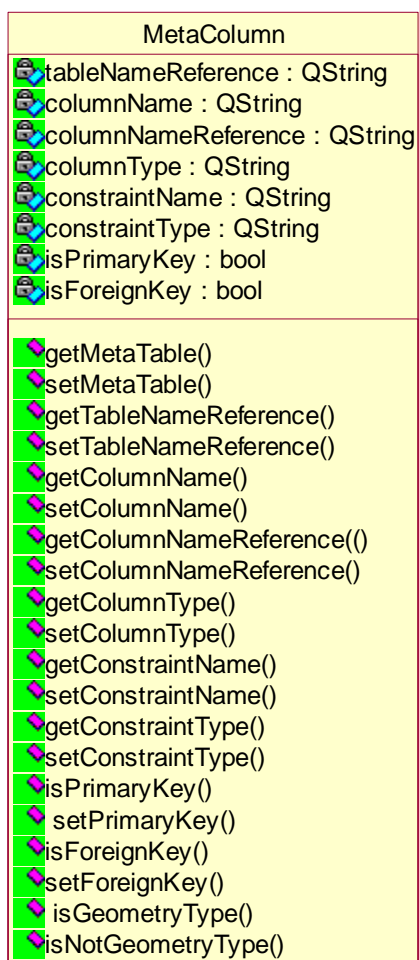 MetaColumn
tableNameReference : QString
columnName : QString
columnNameReference : QString
columnType : QString
constraintName : QString
constraintType : QString
isPrimaryKey : bool
isForeignKey : bool
getMetaTable()
setMetaTable()
getTableNameReference()
setTableNameReference()
getColumnName()
setColumnName()
getColumnNameReference(()
setColumnNameReference()
getColumnType()
setColumnType()
getConstraintName()
setConstraintName()
getConstraintType()
setConstraintType()
isPrimaryKey()
setPrimaryKey()
isForeignKey()
setForeignKey()
isGeometryType()
isNotGeometryType()